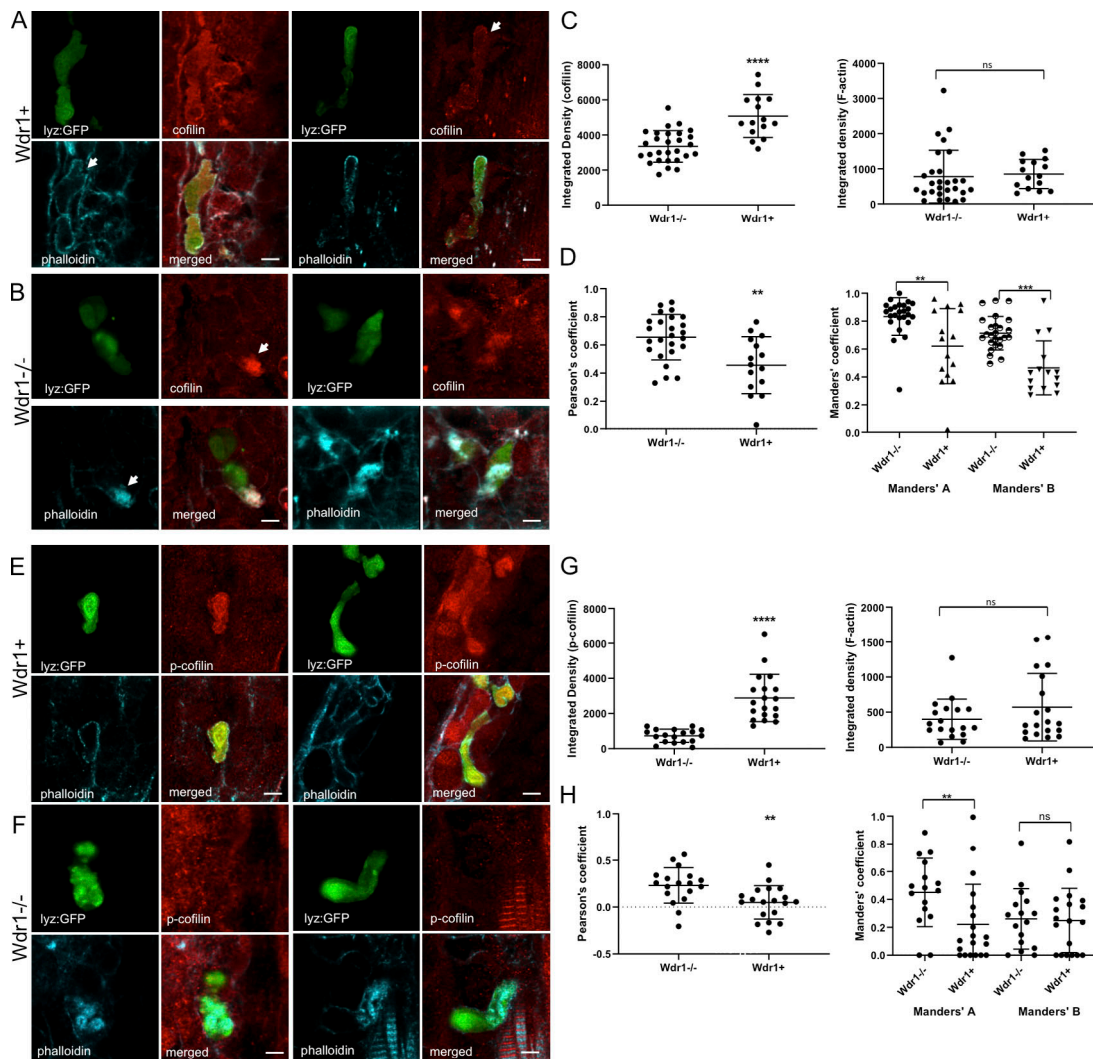 A
Wdr1+
lyz:GFP
cofilin
lyz:GFP
cofilin
phalloidin
merged
phalloidin
merged
B
Wdr1-/-
lyz:GFP
cofilin
lyz:GFP
cofilin
phalloidin
merged
phalloidin
merged
C
Integrated Density (cofilin)
8000
6000
4000
2000
0
****
Wdr1-/-
Wdr1+
Integrated density (F-actin)
4000
3000
2000
1000
0
ns
Wdr1-/-
Wdr1+
D
Pearson's coefficient
1.0
0.8
0.6
0.4
0.2
0.0
**
Wdr1-/-
Wdr1+
Manders' coefficient
1.0
0.8
0.6
0.4
0.2
0.0
**
***
Wdr1-/-
Wdr1+
Wdr1-/-
Wdr1+
Manders' A
Manders' B
E
Wdr1+
lyz:GFP
p-cofilin
lyz:GFP
p-cofilin
phalloidin
merged
phalloidin
merged
F
Wdr1-/-
lyz:GFP
p-cofilin
lyz:GFP
p-cofilin
phalloidin
merged
phalloidin
merged
G
Integrated Density (p-cofilin)
8000
6000
4000
2000
0
****
Wdr1-/-
Wdr1+
Integrated density (F-actin)
2000
1500
1000
500
0
ns
Wdr1-/-
Wdr1+
H
Pearson's coefficient
1.0
0.5
0.0
-0.5
**
Wdr1-/-
Wdr1+
Manders' coefficient
1.0
0.8
0.6
0.4
0.2
0.0
**
ns
Wdr1-/-
Wdr1+
Wdr1-/-
Wdr1+
Manders' A
Manders' B